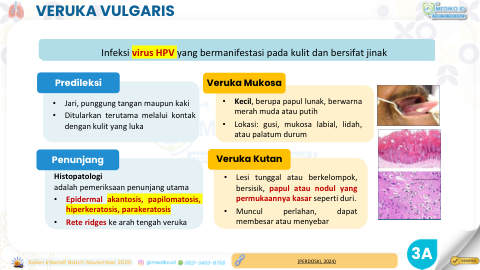 VERUKA VULGARIS
Infeksi virus HPV yang bermanifestasi pada kulit dan bersifat jinak
Predileksi
• Jari, punggung tangan maupun kaki
• Ditularkan terutama melalui kontak
dengan kulit yang luka
Veruka Mukosa
• Kecil, berupa papul lunak, berwarna
merah muda atau putih
• Lokasi: gusi, mukosa labial, lidah,
atau palatum durum
Penunjang
Histopatologi
adalah pemeriksaan penunjang utama
• Epidermal akantosis, papilomatosis,
hiperkeratosis, parakeratosis
• Rete ridges ke arah tengah veruka
Veruka Kutan
• Lesi tunggal atau berkelompok,
bersisik, papul atau nodul yang
permukaannya kasar seperti duri.
• Muncul perlahan, dapat
membesar atau menyebar
(PERDOSKI, 2024)
3A